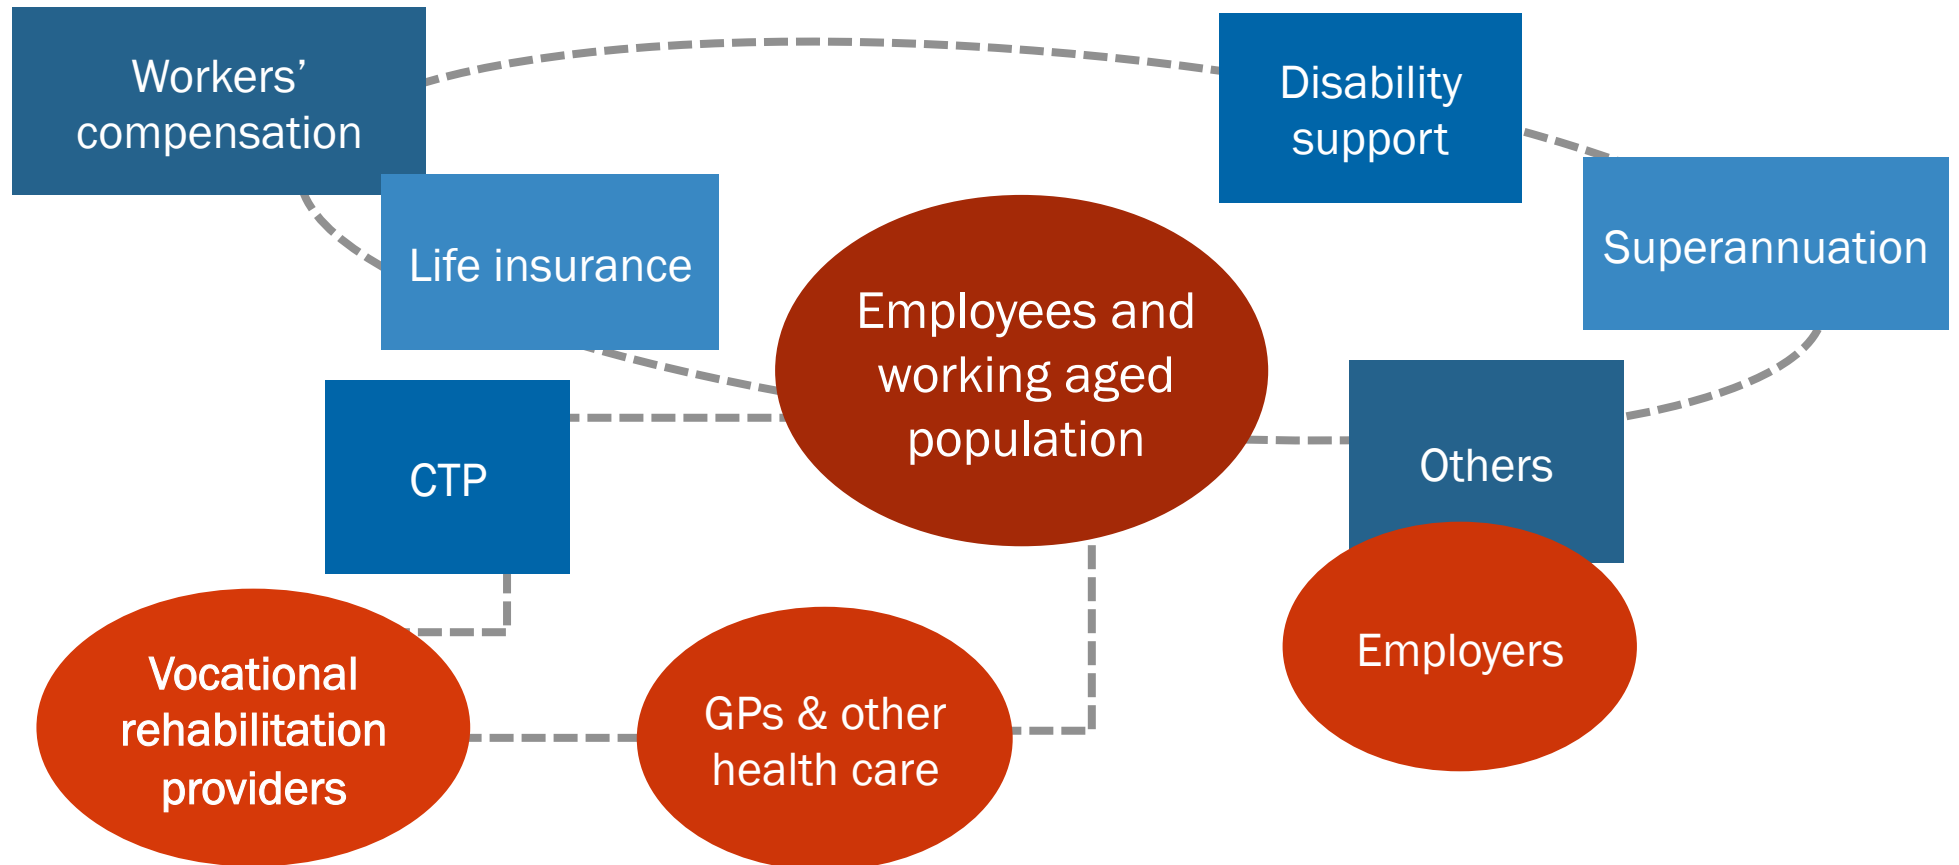 Workers’
compensation
Disability
support
Life insurance
Superannuation
Employees and
working aged
population
CTP
Others
Vocational
rehabilitation
providers
GPs & other
health care
Employers